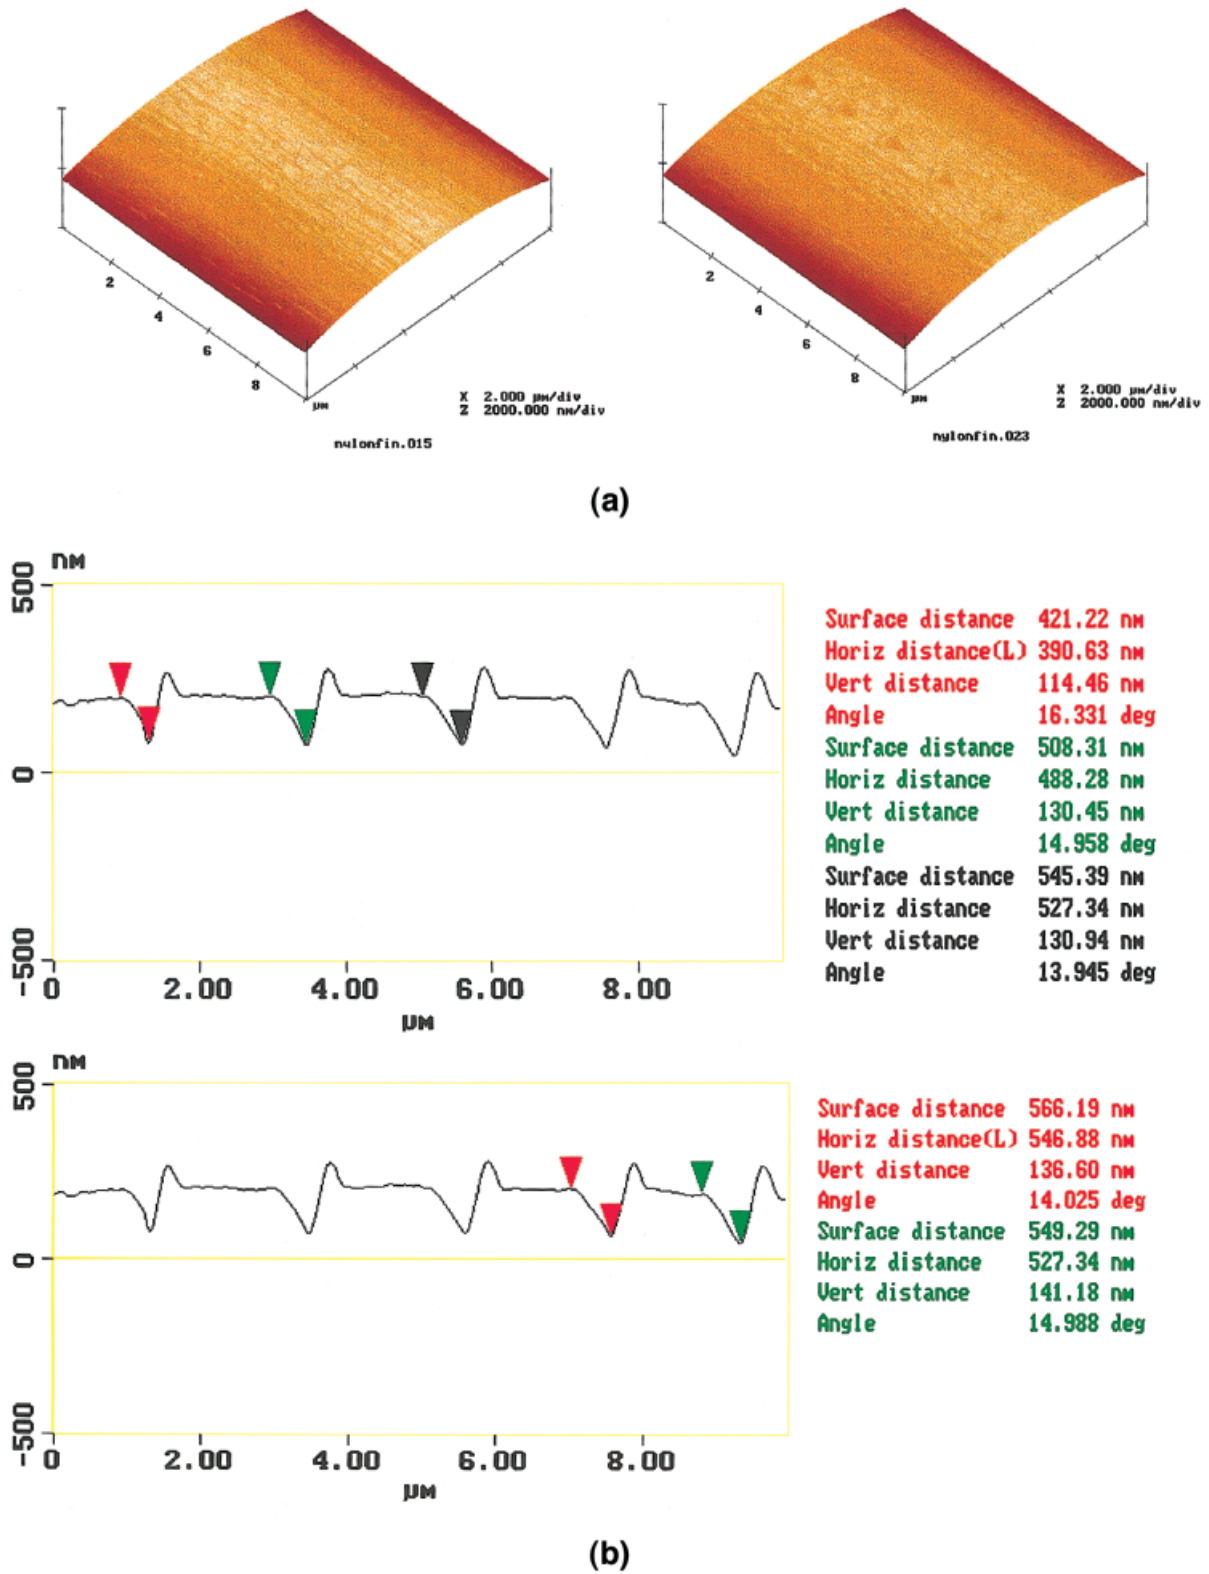 2
4
6
8
µm
X 2.000 µm/div
Z 2000.000 nm/div
nylonfin.015
2
4
6
8
µm
X 2.000 µm/div
Z 2000.000 nm/div
nylonfin.023
(a)
nm
500
0
-500
0 2.00 4.00 6.00 8.00
µm
Surface distance 421.22 nm
Horiz distance(L) 390.63 nm
Vert distance 114.46 nm
Angle 16.331 deg
Surface distance 508.31 nm
Horiz distance 488.28 nm
Vert distance 130.45 nm
Angle 14.958 deg
Surface distance 545.39 nm
Horiz distance 527.34 nm
Vert distance 130.94 nm
Angle 13.945 deg
nm
500
0
-500
0 2.00 4.00 6.00 8.00
µm
Surface distance 566.19 nm
Horiz distance(L) 546.88 nm
Vert distance 136.60 nm
Angle 14.025 deg
Surface distance 549.29 nm
Horiz distance 527.34 nm
Vert distance 141.18 nm
Angle 14.988 deg
(b)